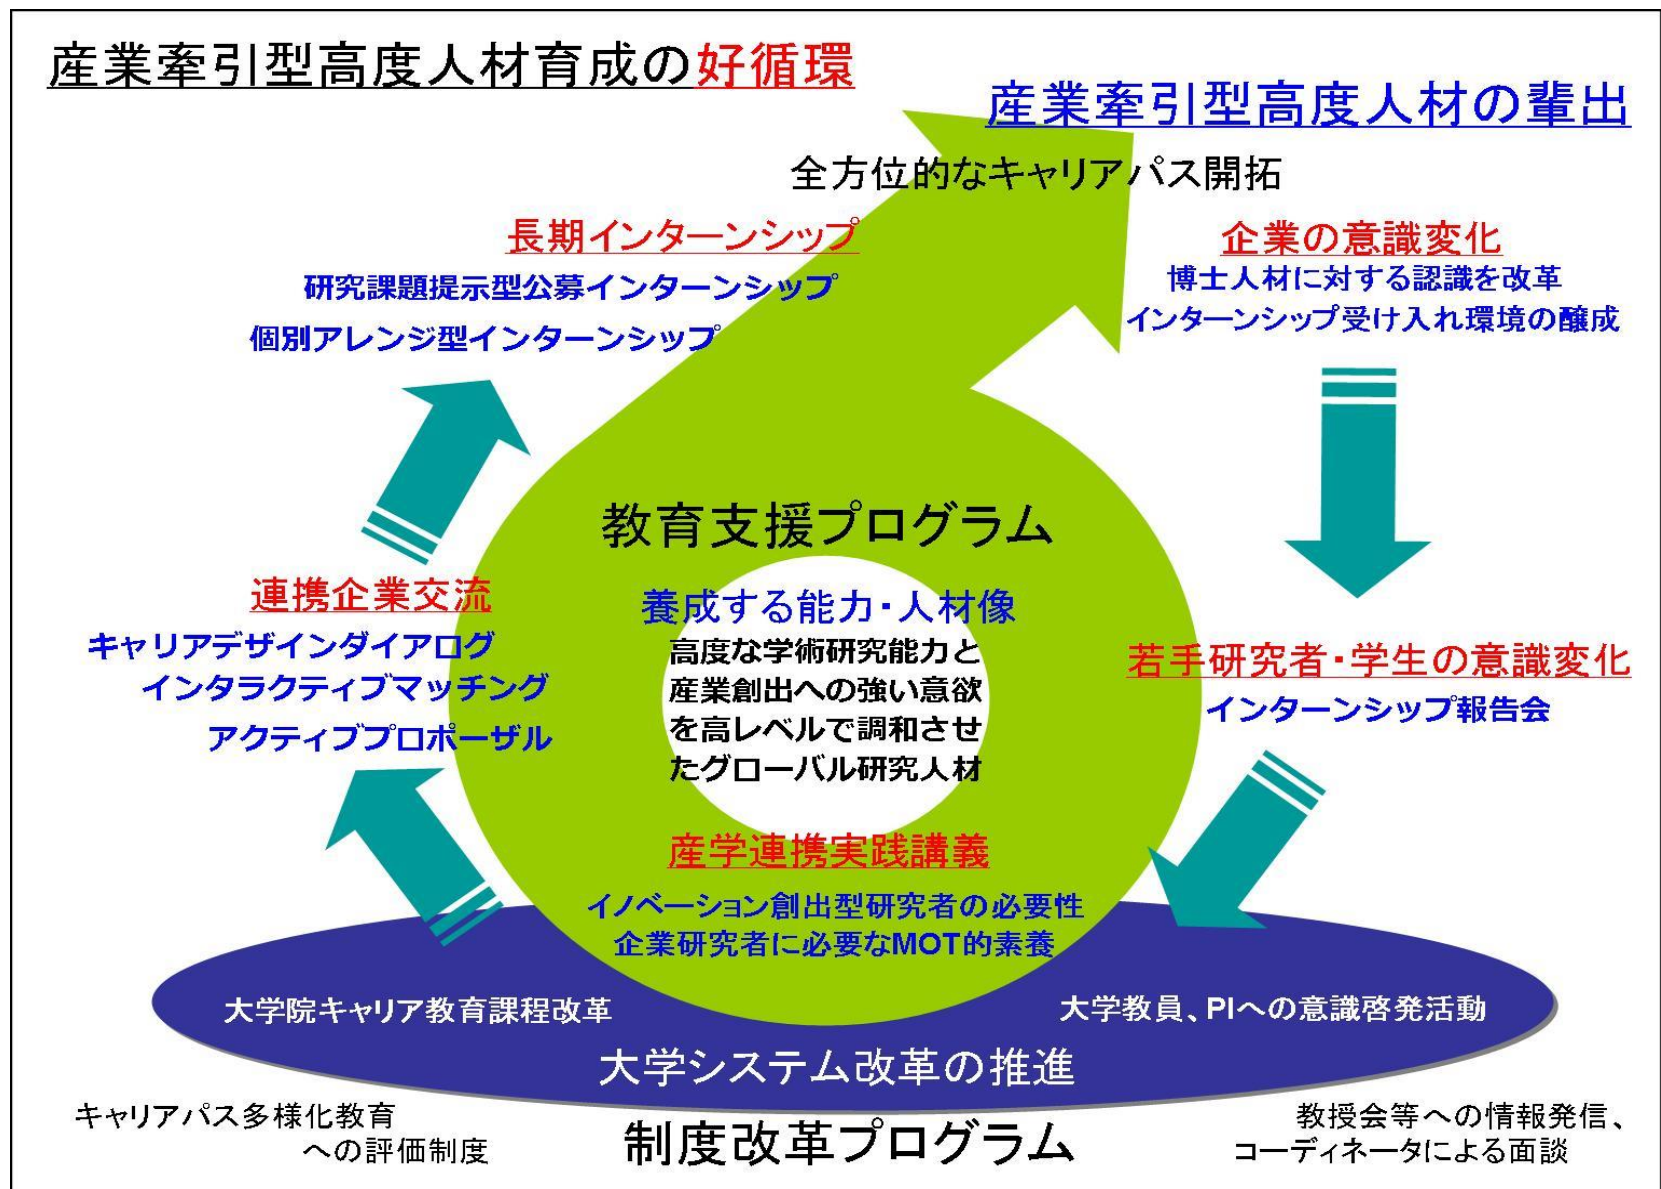 産業牽引型高度人材育成の好循環
産業牽引型高度人材の輩出
全方位的なキャリアパス開拓
長期インターンシップ
研究課題提示型公募インターンシップ
個別アレンジ型インターンシップ
企業の意識変化
博士人材に対する認識を改革
インターンシップ受け入れ環境の醸成
教育支援プログラム
連携企業交流
キャリアデザインダイアログ
インタラクティブマッチング
アクティブプロポーザル
養成する能力・人材像
高度な学術研究能力と
産業創出への強い意欲
を高レベルで調和させ
たグローバル研究人材
若手研究者・学生の意識変化
インターンシップ報告会
産学連携実践講義
イノベーション創出型研究者の必要性
企業研究者に必要なMOT的素養
大学院キャリア教育課程改革
大学教員、PIへの意識啓発活動
大学システム改革の推進
キャリアパス多様化教育
への評価制度
制度改革プログラム
教授会等への情報発信、
コーディネータによる面談